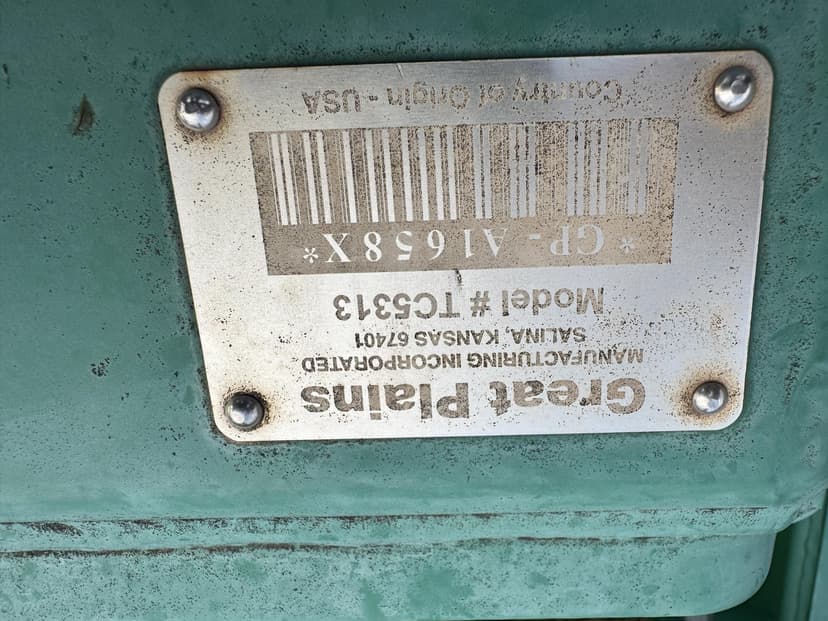 Great Plains
MANUFACTURING INCORPORATED
SALINA, KANSAS 67401
Model # TC5313
*GP-A1658X*
Country of Origin - USA